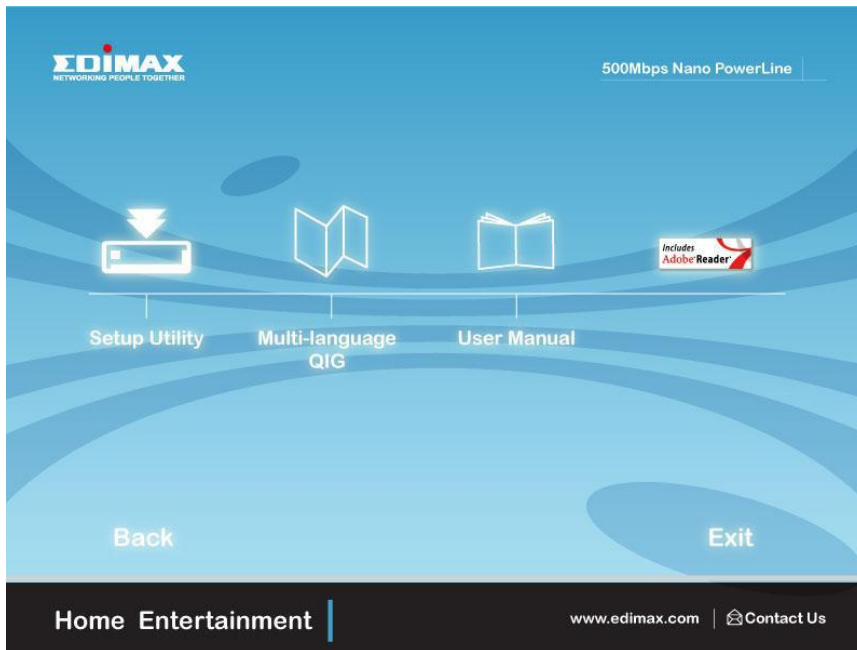 EDIMAX
NETWORKING PEOPLE TOGETHER
500Mbps Nano PowerLine
Includes
Adobe Reader
Setup Utility
Multi-language
QIG
User Manual
Back
Exit
Home Entertainment
www.edimax.com
Contact Us